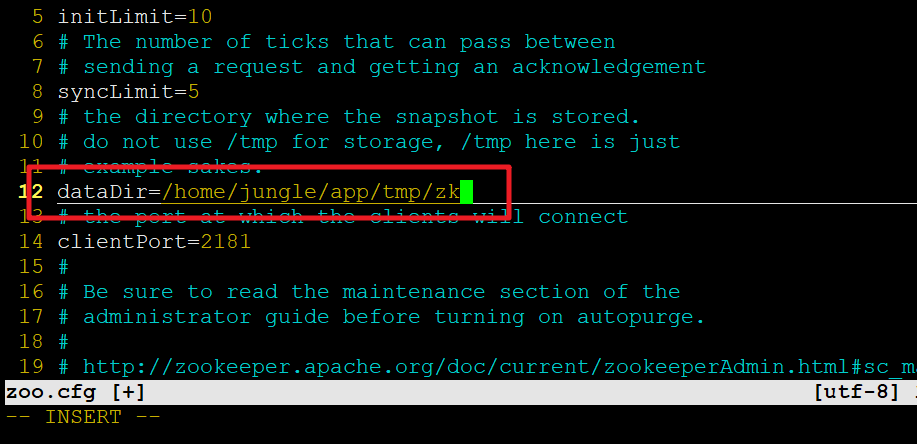 5 initLimit=10
6 # The number of ticks that can pass between
7 # sending a request and getting an acknowledgement
8 syncLimit=5
9 # the directory where the snapshot is stored.
10 # do not use /tmp for storage, /tmp here is just
11 # example sakes.
12 dataDir=/home/jungle/app/tmp/zk
13 # the port at which the clients will connect
14 clientPort=2181
15 #
16 # Be sure to read the maintenance section of the
17 # administrator guide before turning on autopurge.
18 #
19 # http://zookeeper.apache.org/doc/current/zookeeperAdmin.html#sc_ma
zoo.cfg [+] [utf-8]
-- INSERT --